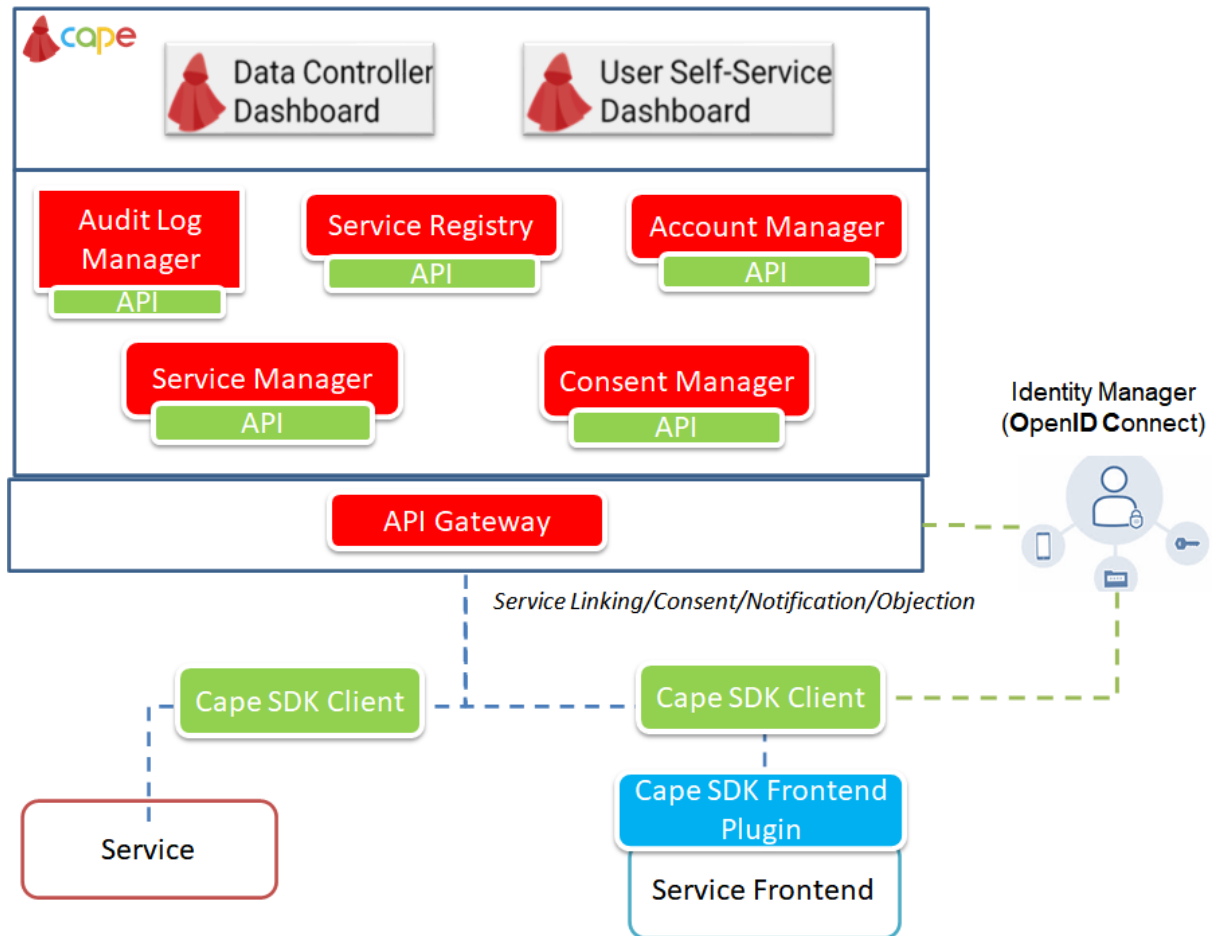 cape
Data Controller
Dashboard
User Self-Service
Dashboard
Audit Log
Manager
API
Service Registry
API
Account Manager
API
Service Manager
API
Consent Manager
API
Identity Manager
(OpenID Connect)
API Gateway
Service Linking/Consent/Notification/Objection
Cape SDK Client
Cape SDK Client
Cape SDK Frontend
Plugin
Service
Service Frontend